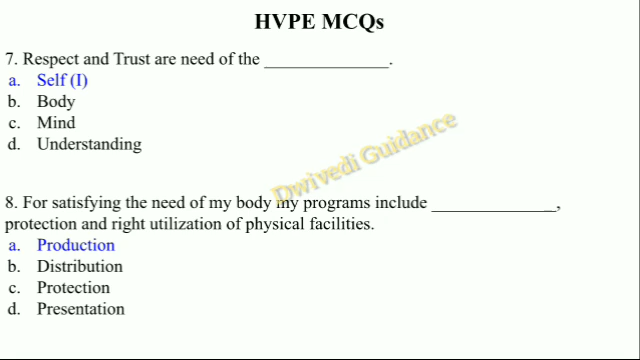 HVPE MCQs
7. Respect and Trust are need of the ______________.
a. Self (I)
b. Body
c. Mind
d. Understanding
Dwivedi Guidance
8. For satisfying the need of my body my programs include ______________,
protection and right utilization of physical facilities.
a. Production
b. Distribution
c. Protection
d. Presentation